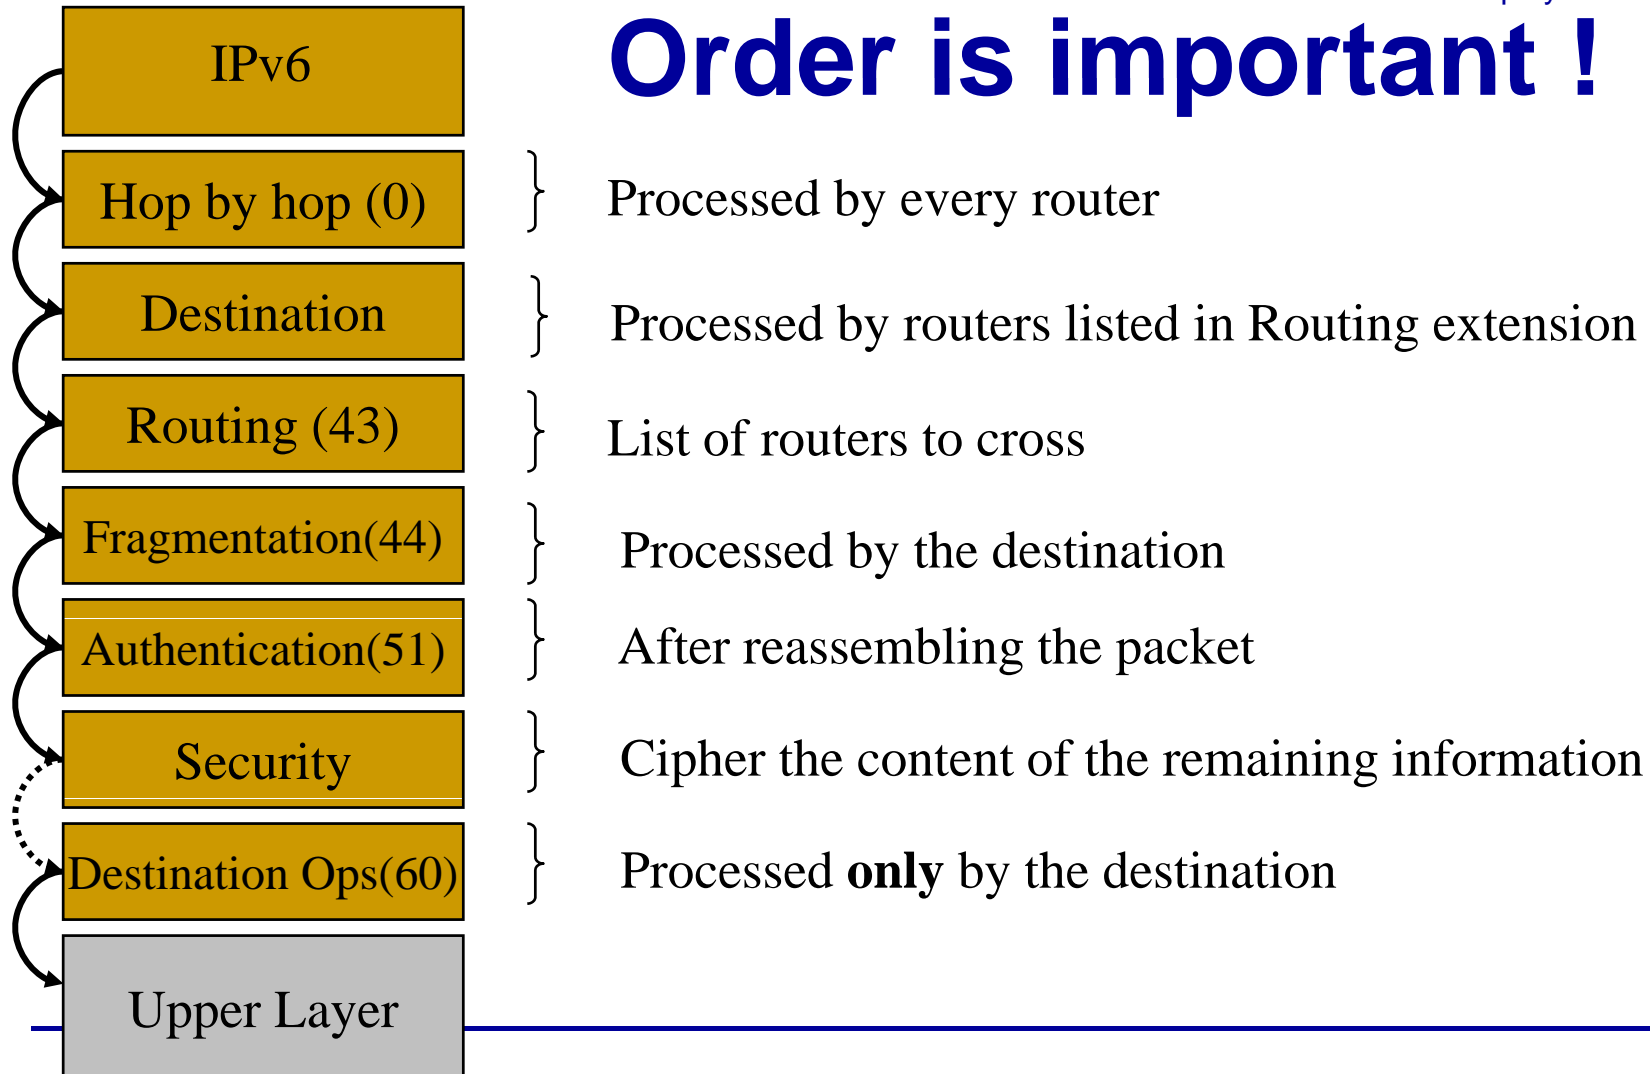 Order is important !
IPv6
Hop by hop (0)
Processed by every router
Destination
Processed by routers listed in Routing extension
Routing (43)
List of routers to cross
Fragmentation(44)
Processed by the destination
Authentication(51)
After reassembling the packet
Security
Cipher the content of the remaining information
Destination Ops(60)
Processed only by the destination
Upper Layer